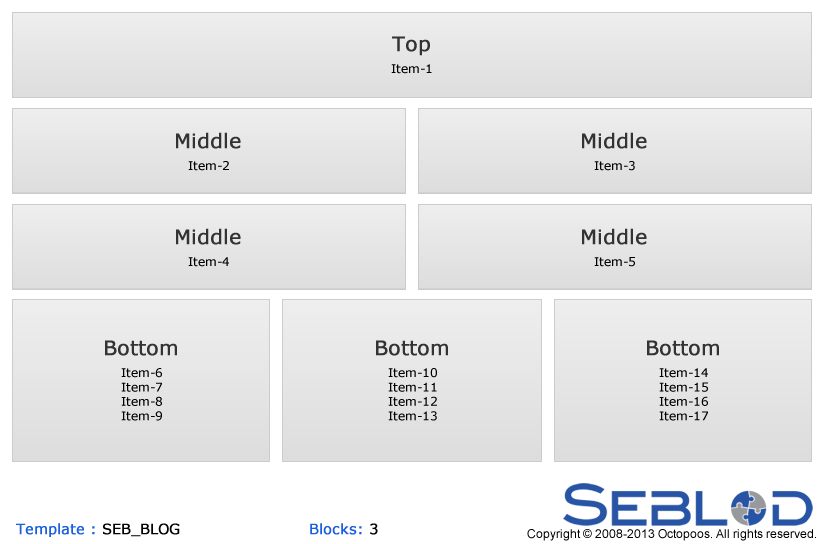 Top
Item-1
Middle
Item-2
Middle
Item-3
Middle
Item-4
Middle
Item-5
Bottom
Item-6
Item-7
Item-8
Item-9
Bottom
Item-10
Item-11
Item-12
Item-13
Bottom
Item-14
Item-15
Item-16
Item-17
Template : SEB_BLOG
Blocks: 3
SEBLOD
Copyright © 2008-2013 Octopoos. All rights reserved.